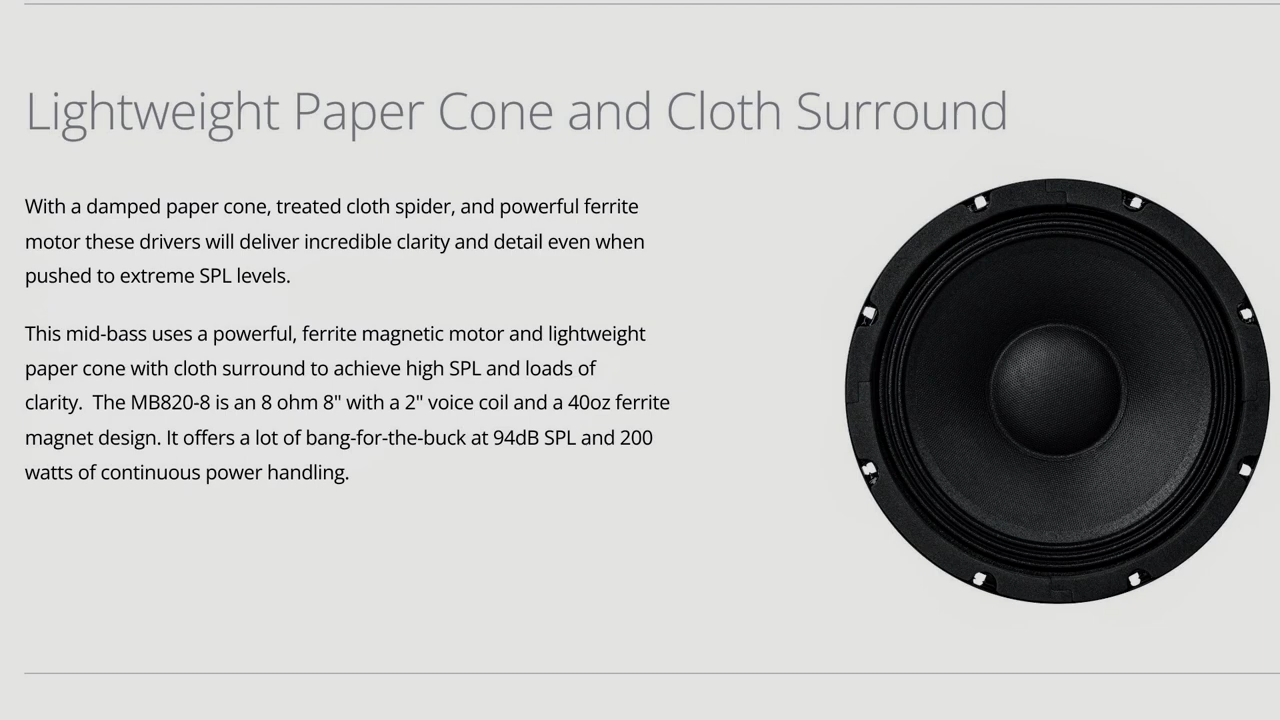 Lightweight Paper Cone and Cloth Surround
With a damped paper cone, treated cloth spider, and powerful ferrite
motor these drivers will deliver incredible clarity and detail even when
pushed to extreme SPL levels.
This mid-bass uses a powerful, ferrite magnetic motor and lightweight
paper cone with cloth surround to achieve high SPL and loads of
clarity.  The MB820-8 is an 8 ohm 8" with a 2" voice coil and a 40oz ferrite
magnet design. It offers a lot of bang-for-the-buck at 94dB SPL and 200
watts of continuous power handling.